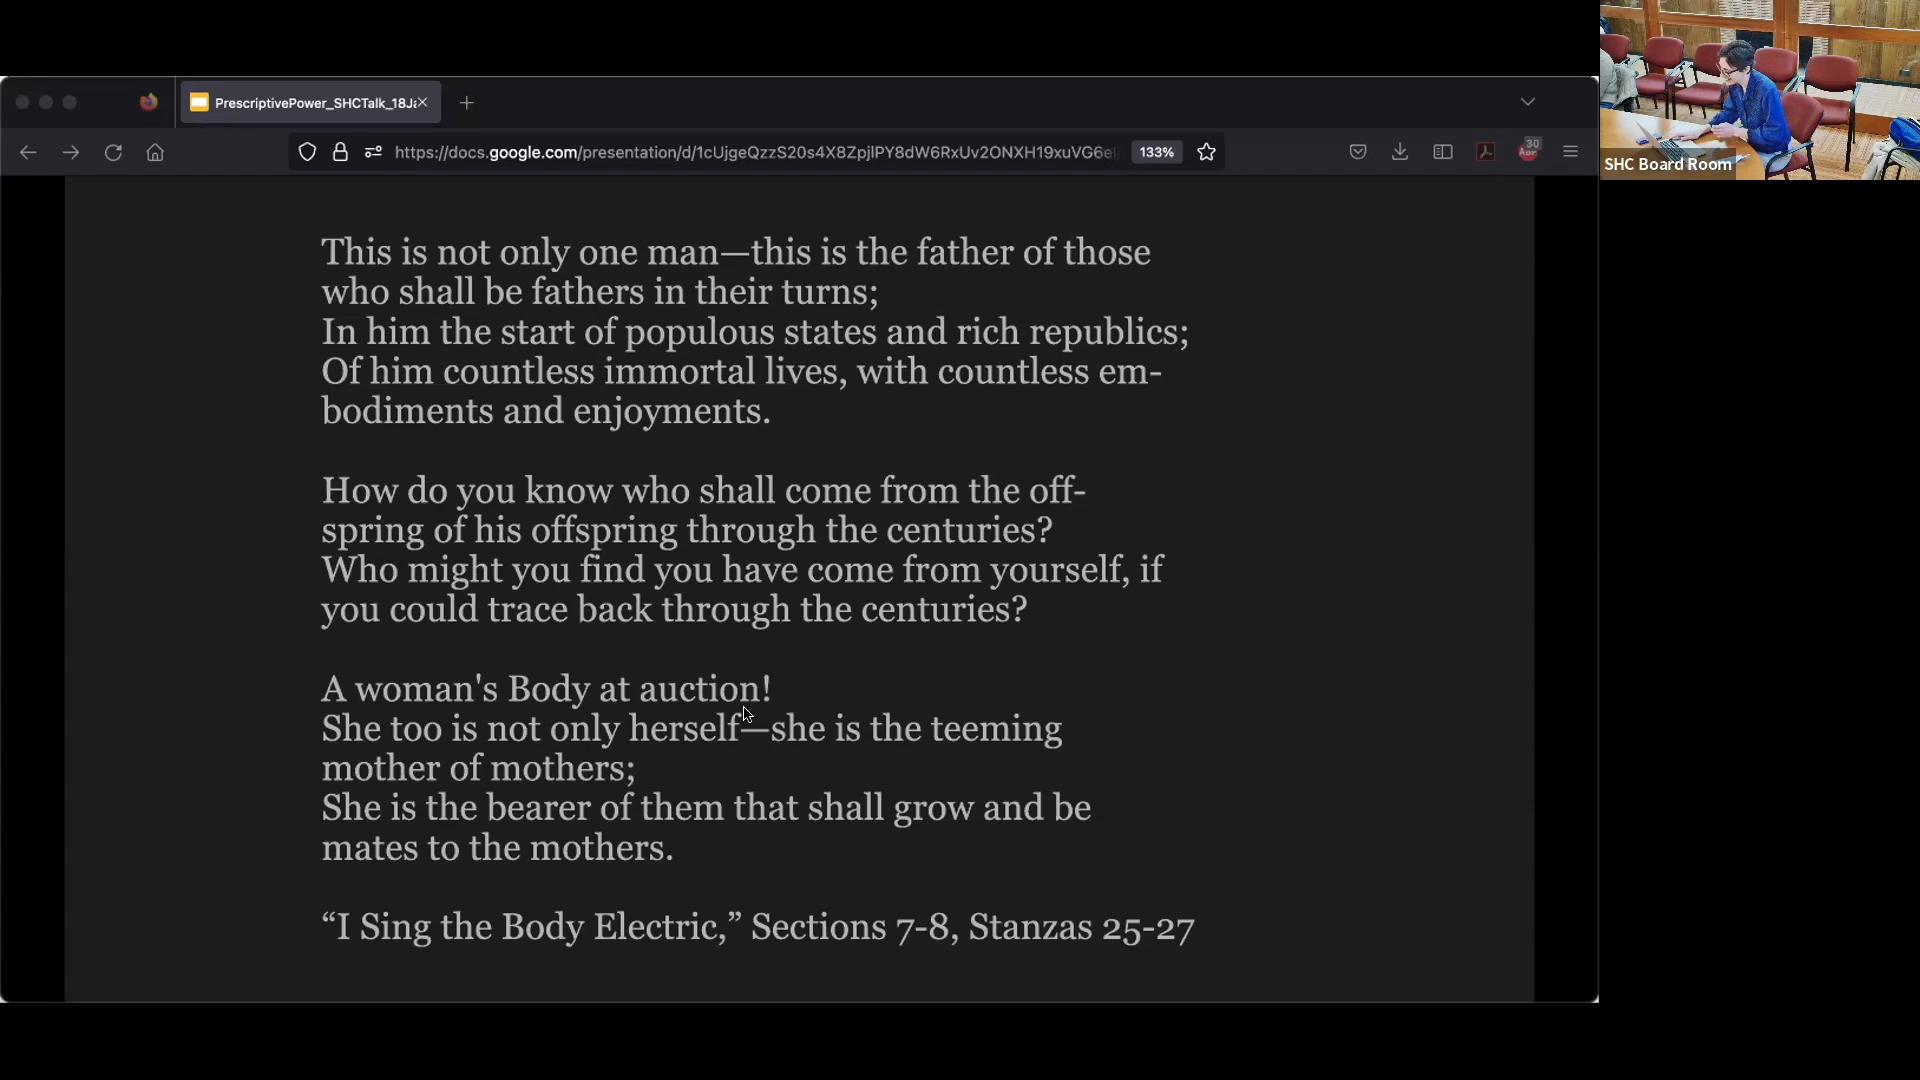 PrescriptivePower_SHCTalk_18Ja
https://docs.google.com/presentation/d/1cUjgeQzzS20s4X8ZpjlPY8dW6RxUv2ONXH19xuVG6e
133%
30
SHC Board Room
This is not only one man—this is the father of those
who shall be fathers in their turns;
In him the start of populous states and rich republics;
Of him countless immortal lives, with countless em-
bodiments and enjoyments.
How do you know who shall come from the off-
spring of his offspring through the centuries?
Who might you find you have come from yourself, if
you could trace back through the centuries?
A woman's Body at auction!
She too is not only herself—she is the teeming
mother of mothers;
She is the bearer of them that shall grow and be
mates to the mothers.
“I Sing the Body Electric,” Sections 7-8, Stanzas 25-27